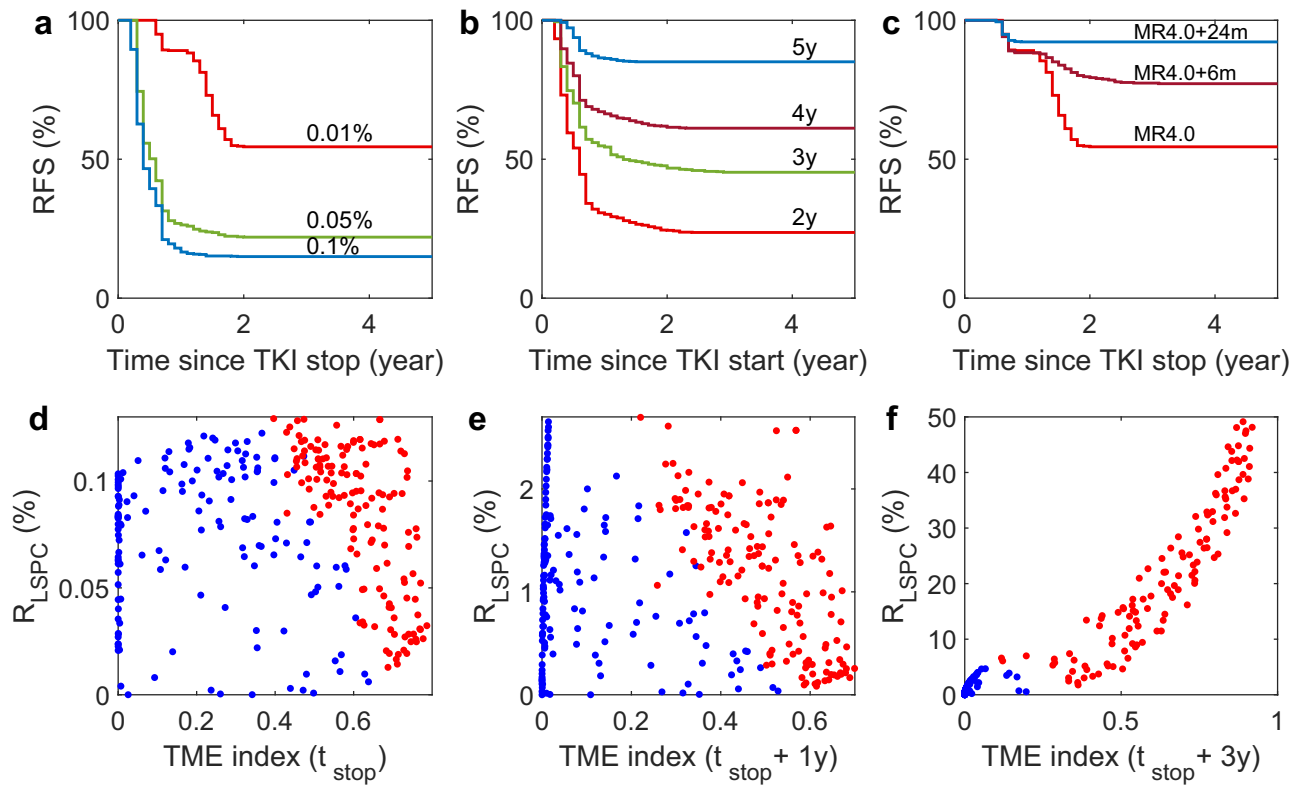 a
100
50
0
RFS (%)
0.01%
0.05%
0.1%
0 2 4
Time since TKI stop (year)
b
100
50
0
RFS (%)
5y
4y
3y
2y
0 2 4
Time since TKI start (year)
c
100
50
0
RFS (%)
MR4.0+24m
MR4.0+6m
MR4.0
0 2 4
Time since TKI stop (year)
d
0.1
0.05
0
R_LSPC (%)
0 0.2 0.4 0.6
TME index (t_stop)
e
2
1
0
R_LSPC (%)
0 0.2 0.4 0.6
TME index (t_stop + 1y)
f
50
40
30
20
10
0
R_LSPC (%)
0 0.5 1
TME index (t_stop + 3y)